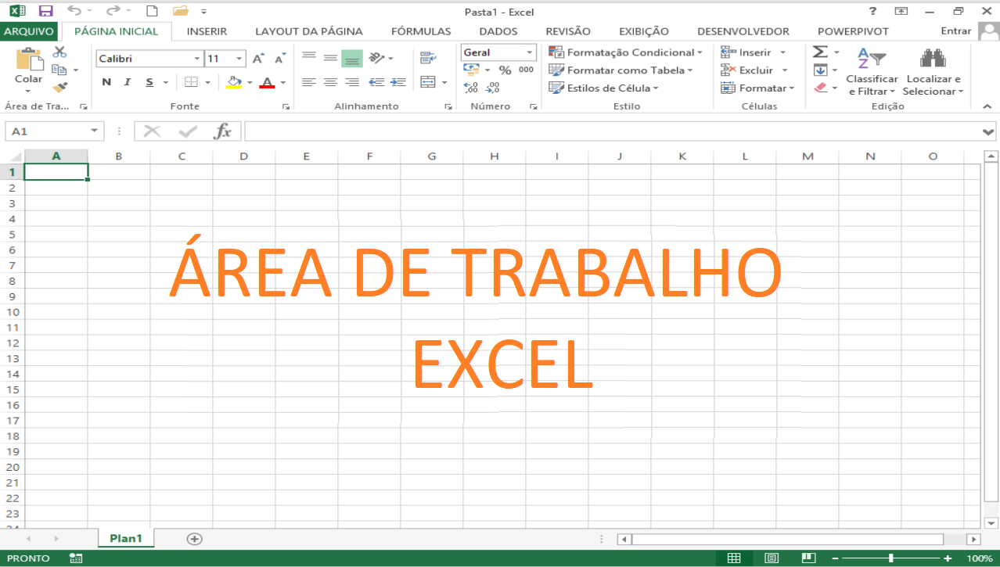 Pasta1 - Excel
?
ARQUIVO PÁGINA INICIAL INSERIR LAYOUT DA PÁGINA FÓRMULAS DADOS REVISÃO EXIBIÇÃO DESENVOLVEDOR POWERPIVOT Entrar
Colar
Área de Tra...
Calibri 11 A A
N I S A
Fonte
Alinhamento
Geral
% 000
,00 ,00
Número
Formatação Condicional
Formatar como Tabela
Estilos de Célula
Estilo
Inserir
Excluir
Formatar
Células
Σ
A
Z
Classificar
e Filtrar
Localizar e
Selecionar
Edição
A1 fx
A B C D E F G H I J K L M N O
1
2
3
4
5
6
7
8
9
10
11
12
13
14
15
16
17
18
19
20
21
22
23
24
ÁREA DE TRABALHO
EXCEL
Plan1
PRONTO 100%